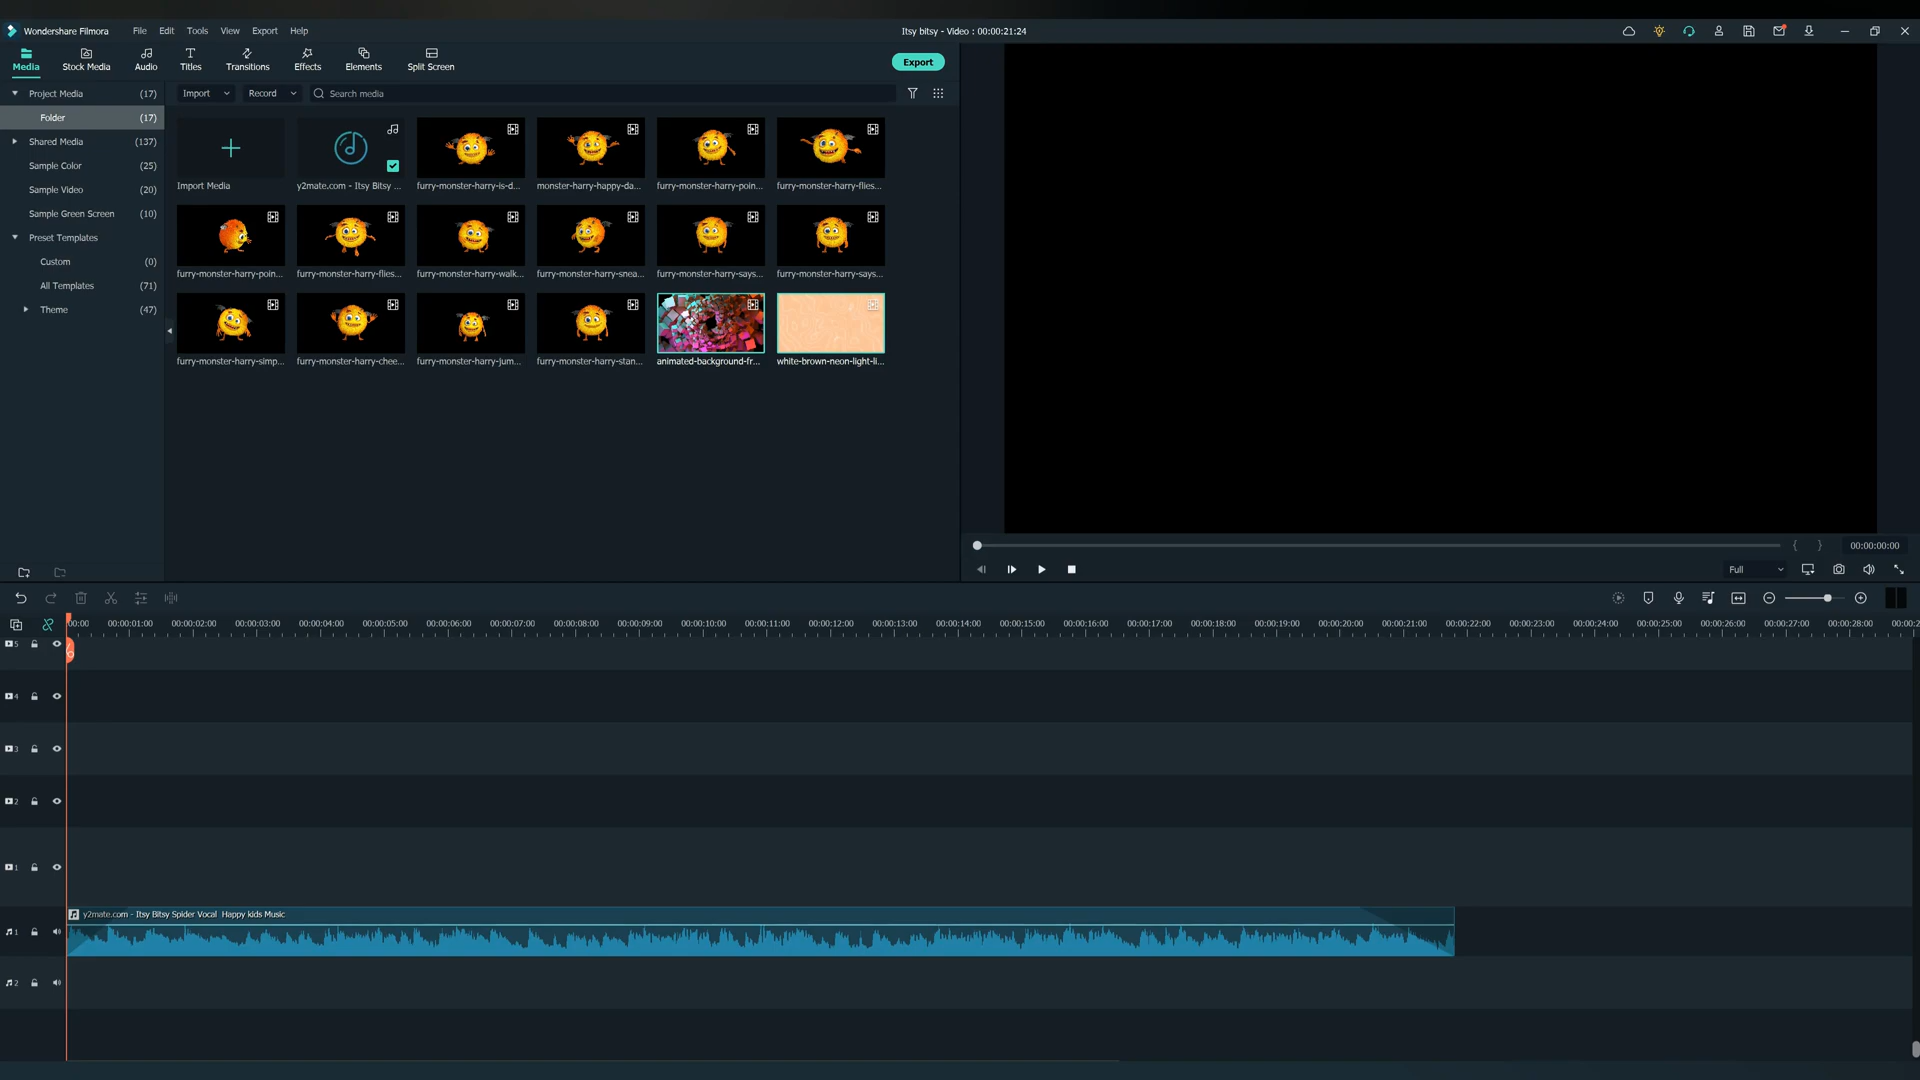 Wondershare Filmora File Edit Tools View Export Help Itsy bitsy - Video : 00:00:21:24
Media Stock Media Audio Titles Transitions Effects Elements Split Screen Export
Project Media (17)
Folder (17)
Shared Media (137)
Sample Color (25)
Sample Video (20)
Sample Green Screen (10)
Preset Templates
Custom (0)
All Templates (71)
Theme (47)
Import Record Search media
Import Media y2mate.com - Itsy Bitsy ... furry-monster-harry-is-d... monster-harry-happy-da... furry-monster-harry-poin... furry-monster-harry-flies...
furry-monster-harry-poin... furry-monster-harry-flies... furry-monster-harry-walk... furry-monster-harry-snea... furry-monster-harry-says... furry-monster-harry-says...
furry-monster-harry-simp... furry-monster-harry-chee... furry-monster-harry-jum... furry-monster-harry-stan... animated-background-fr... white-brown-neon-light-li...
{ } 00:00:00:00
Full
00:00 00:00:01:00 00:00:02:00 00:00:03:00 00:00:04:00 00:00:05:00 00:00:06:00 00:00:07:00 00:00:08:00 00:00:09:00 00:00:10:00 00:00:11:00 00:00:12:00 00:00:13:00 00:00:14:00 00:00:15:00 00:00:16:00 00:00:17:00 00:00:18:00 00:00:19:00 00:00:20:00 00:00:21:00 00:00:22:00 00:00:23:00 00:00:24:00 00:00:25:00 00:00:26:00 00:00:27:00 00:00:28:00 00:00:2
5
4
3
2
1
y2mate.com - Itsy Bitsy Spider Vocal Happy kids Music
1
2